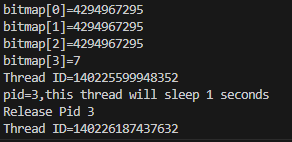 bitmap[0]=4294967295
bitmap[1]=4294967295
bitmap[2]=4294967295
bitmap[3]=7
Thread ID=140225599948352
pid=3,this thread will sleep 1 seconds
Release Pid 3
Thread ID=140226187437632